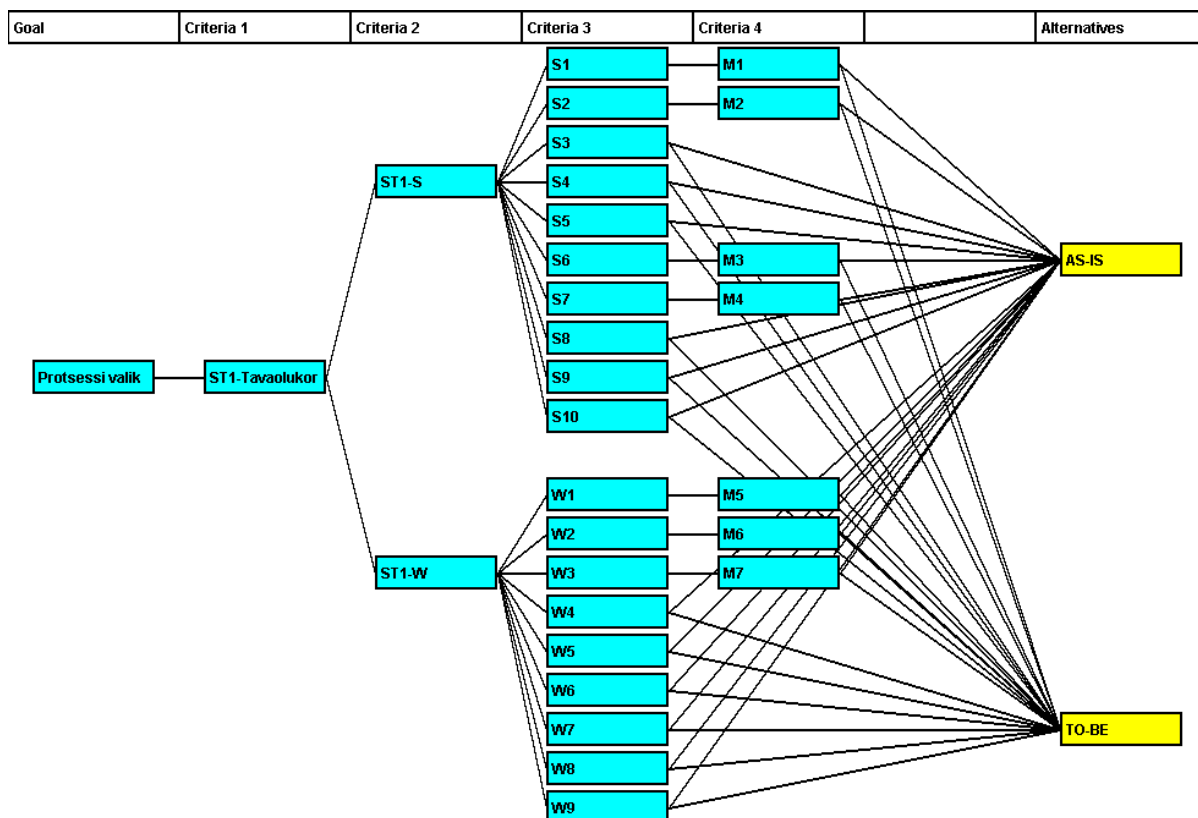 Goal
Criteria 1
Criteria 2
Criteria 3
Criteria 4
Alternatives
S1
M1
S2
M2
S3
ST1-S
S4
S5
S6
M3
AS-IS
S7
M4
S8
Protsessi valik
ST1-Tavaolukor
S9
S10
W1
M5
W2
M6
ST1-W
W3
M7
W4
W5
W6
W7
TO-BE
W8
W9